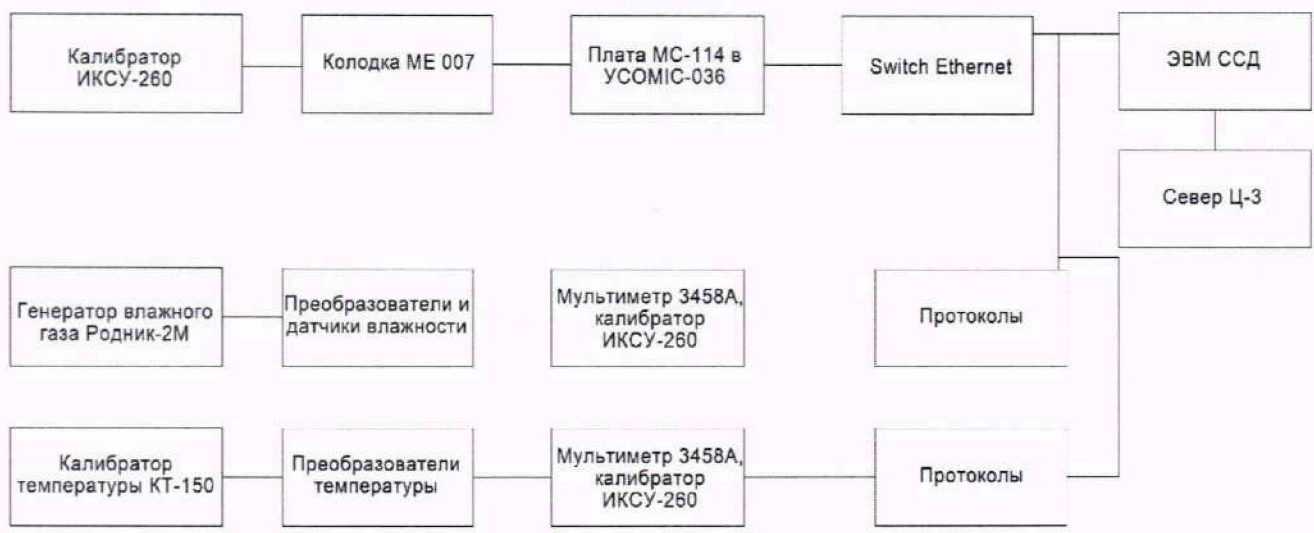 Калибратор
ИКСУ-260
Колодка МЕ 007
Плата МС-114 в
УСОМIC-036
Switch Ethernet
ЭВМ ССД
Север Ц-3
Генератор влажного
газа Родник-2М
Преобразователи и
датчики влажности
Мультиметр 3458А,
калибратор
ИКСУ-260
Протоколы
Калибратор
температуры КТ-150
Преобразователи
температуры
Мультиметр 3458А,
калибратор
ИКСУ-260
Протоколы